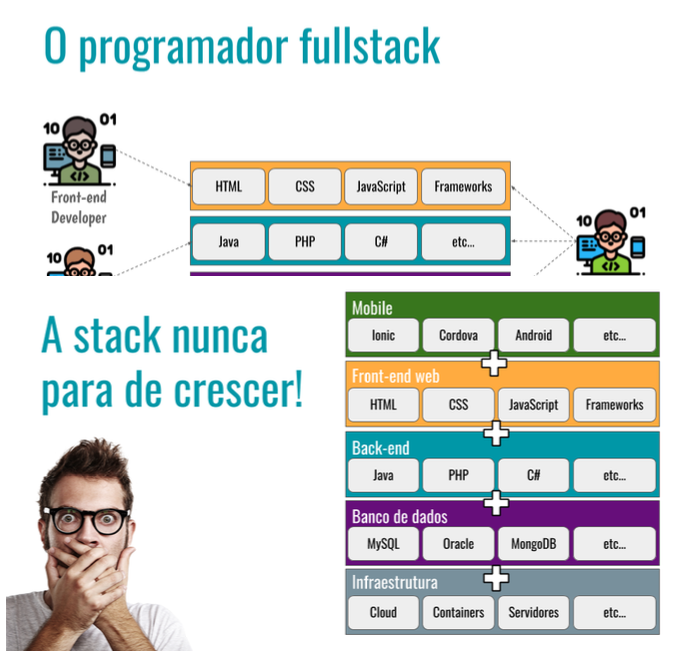 O programador fullstack
10 01
Front-end
Developer
HTML CSS JavaScript Frameworks
10 01
Java PHP C# etc...
10 01
A stack nunca
para de crescer!
Mobile
Ionic Cordova Android etc...
Front-end web
HTML CSS JavaScript Frameworks
Back-end
Java PHP C# etc...
Banco de dados
MySQL Oracle MongoDB etc...
Infraestrutura
Cloud Containers Servidores etc...